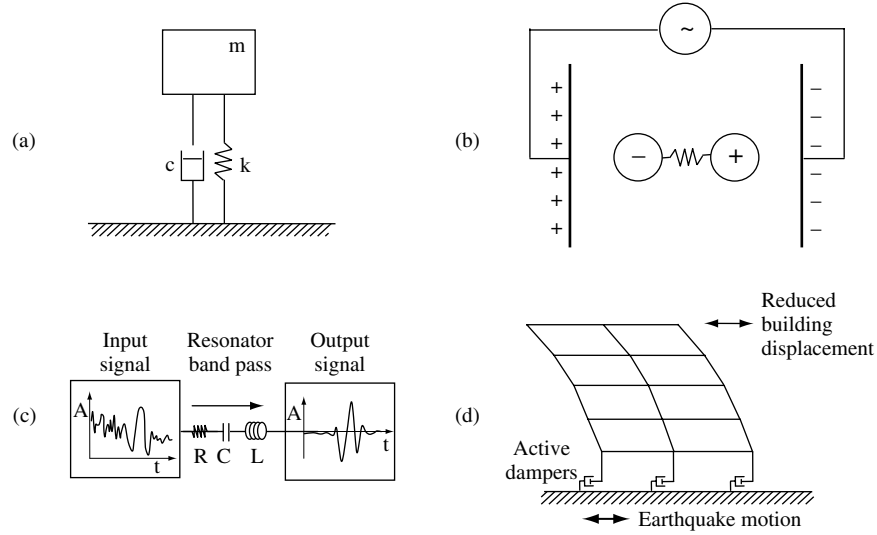 (a)
m
c
k
(b)
~
+
+
+
+
+
+
−
+
−
−
−
−
−
−
(c)
Input
signal
Resonator
band pass
Output
signal
A
t
R
C
L
A
t
(d)
Reduced
building
displacement
Active
dampers
Earthquake motion